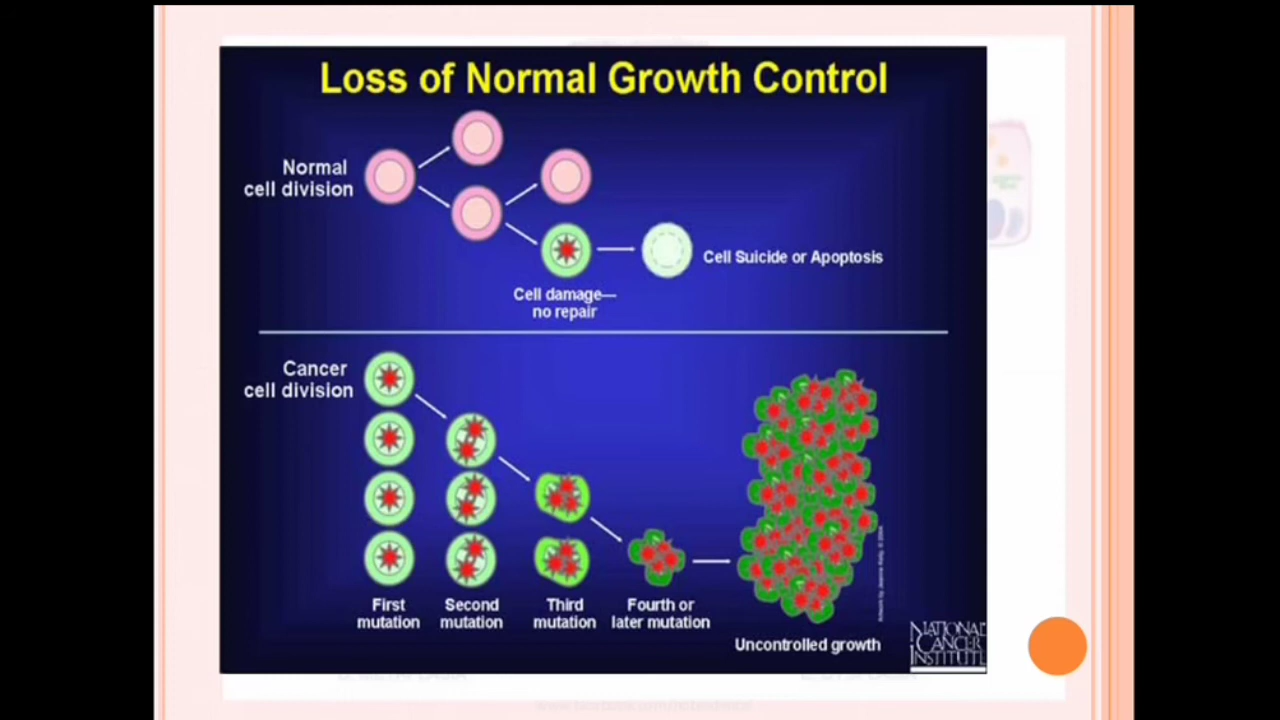 Loss of Normal Growth Control
Normal
cell division
Cell Suicide or Apoptosis
Cell damage—
no repair
Cancer
cell division
First
mutation
Second
mutation
Third
mutation
Fourth or
later mutation
Uncontrolled growth
NATIONAL
CANCER
INSTITUTE